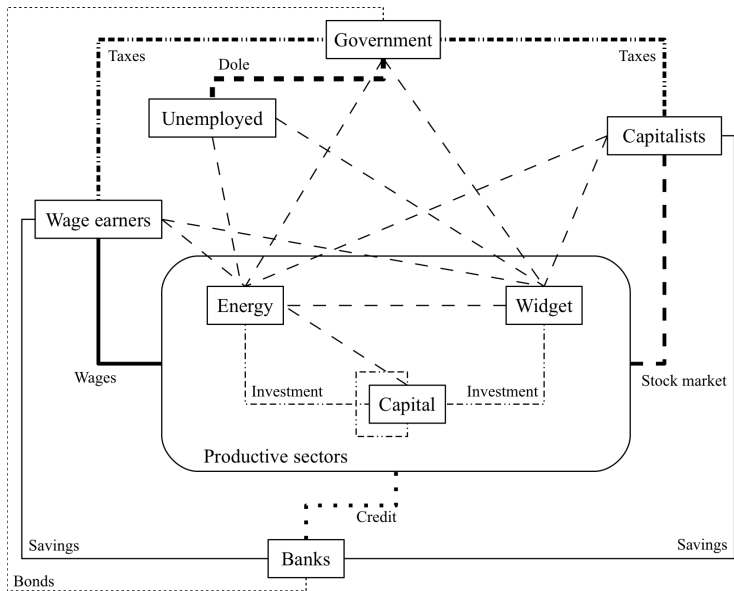 Government
Taxes
Dole
Taxes
Unemployed
Capitalists
Wage earners
Energy
Widget
Wages
Investment
Capital
Investment
Stock market
Productive sectors
Credit
Savings
Banks
Savings
Bonds